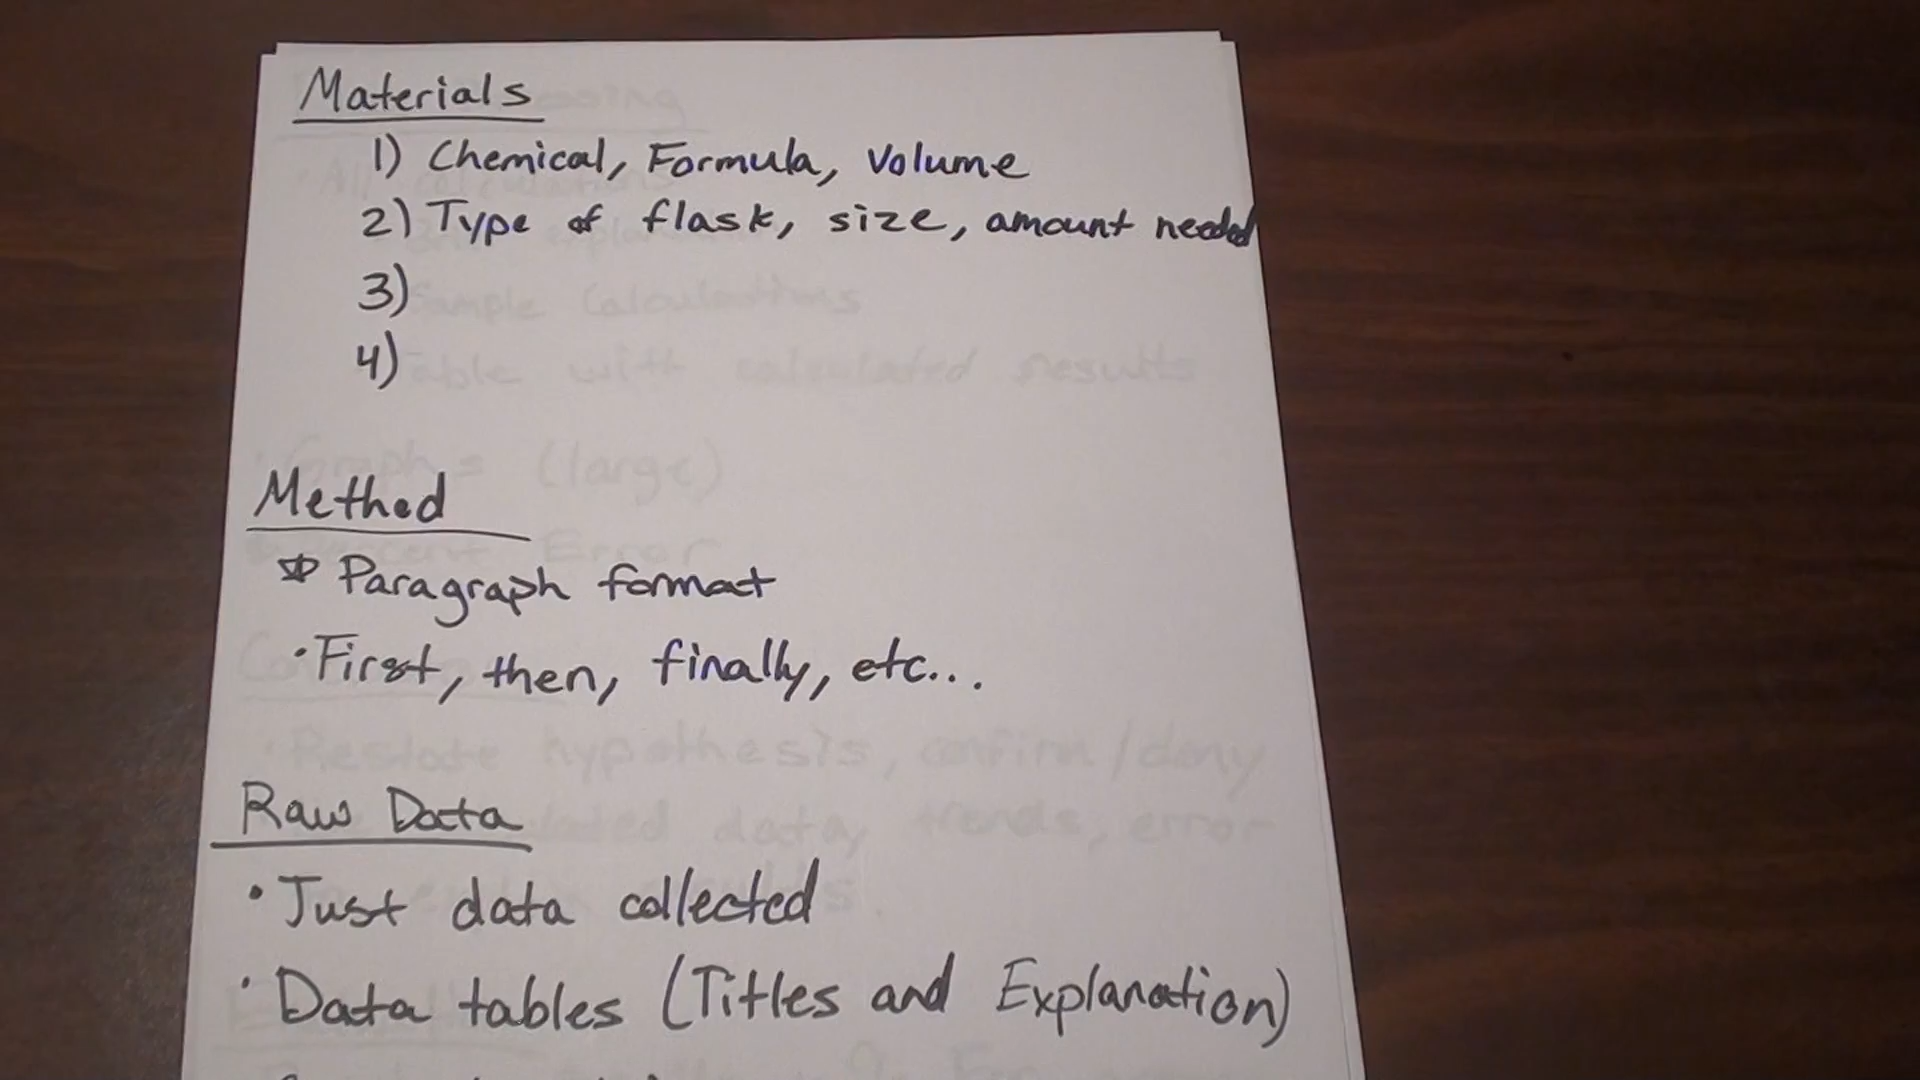 Materials
1) Chemical, Formula, Volume
2) Type of flask, size, amount needed
3)
4)
Method
Paragraph format
• First, then, finally, etc...
Raw Data
• Just data collected
• Data tables (Titles and Explanation)